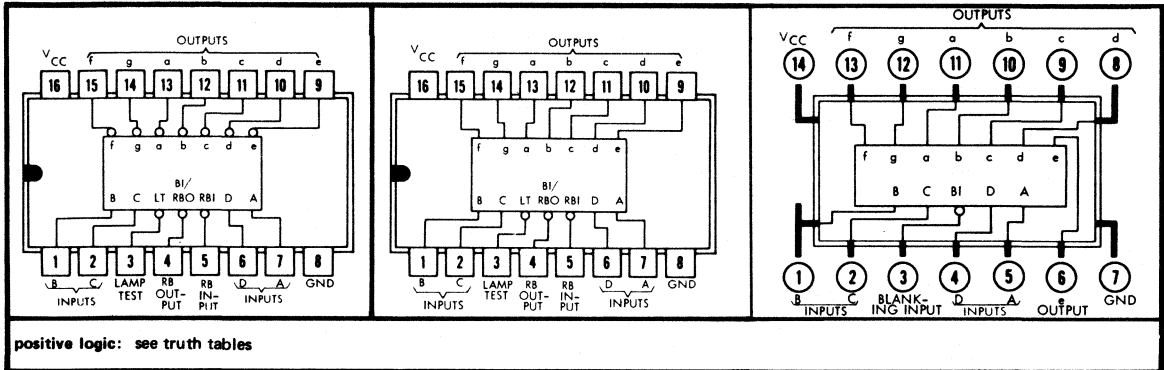 OUTPUTS
VCC f g a b c d e
16 15 14 13 12 11 10 9
f g a b c d e
BI/
B C LT RBO RBI D A
1 2 3 4 5 6 7 8
B C LAMP TEST RB OUT- PUT RB IN- PUT D A GND
INPUTS INPUTS
OUTPUTS
VCC f g a b c d e
16 15 14 13 12 11 10 9
f g a b c d e
BI/
B C LT RBO RBI D A
1 2 3 4 5 6 7 8
B C LAMP TEST RB OUT- PUT RB IN- PUT D A GND
INPUTS INPUTS
OUTPUTS
VCC f g a b c d
14 13 12 11 10 9 8
f g a b c d e
B C BI D A
1 2 3 4 5 6 7
B C BLANK- ING INPUT D A e GND
INPUTS INPUTS OUTPUT
positive logic: see truth tables